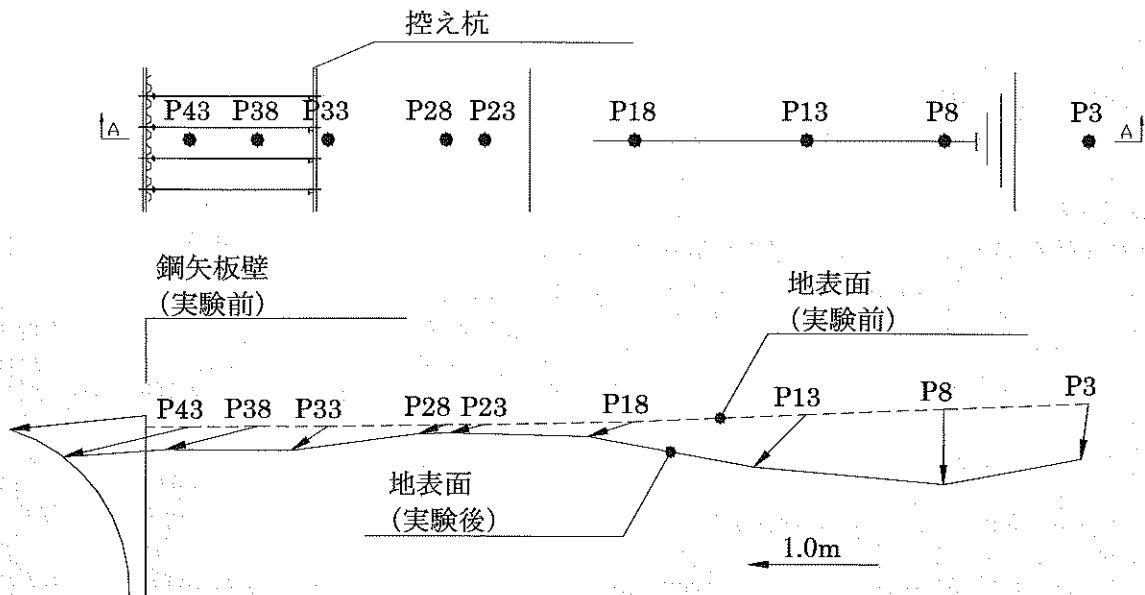 控え杭
P43 P38 P33 P28 P23 P18 P13 P8 P3
A A
鋼矢板壁
(実験前)
地表面
(実験前)
P43 P38 P33 P28 P23 P18 P13 P8 P3
地表面
(実験後)
1.0m